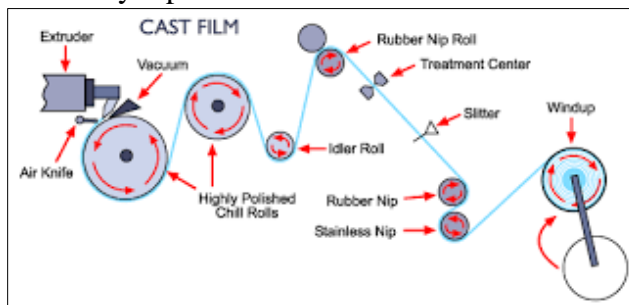 CAST FILM
Extruder
Vacuum
Air Knife
Highly Polished
Chill Rolls
Idler Roll
Rubber Nip Roll
Treatment Center
Slitter
Rubber Nip
Stainless Nip
Windup